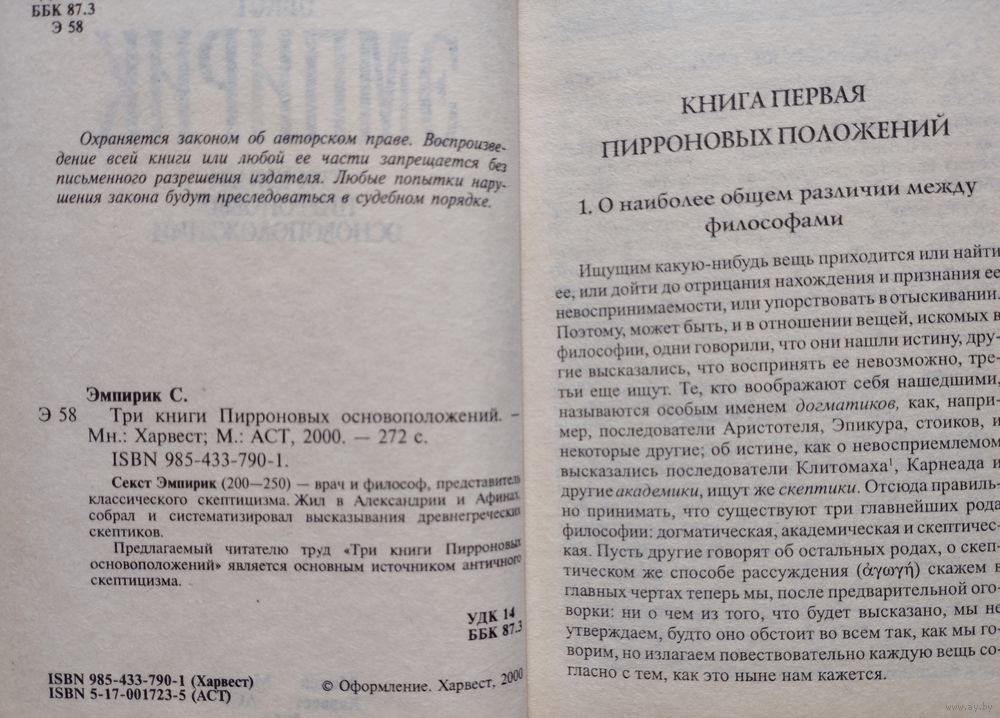 ББК 87.3
Э 58
Охраняется законом об авторском праве. Воспроизве-
дение всей книги или любой ее части запрещается без
письменного разрешения издателя. Любые попытки нару-
шения закона будут преследоваться в судебном порядке.
Эмпирик С.
Э 58 Три книги Пирроновых основоположений. –
Мн.: Харвест; М.: АСТ, 2000. — 272 с.
ISBN 985-433-790-1.
Секст Эмпирик (200—250) — врач и философ, представитель
классического скептицизма. Жил в Александрии и Афинах,
собрал и систематизировал высказывания древнегреческих
скептиков.
Предлагаемый читателю труд «Три книги Пирроновых
основоположений» является основным источником античного
скептицизма.
УДК 14
ББК 87.3
ISBN 985-433-790-1 (Харвест)
ISBN 5-17-001723-5 (АСТ)
© Оформление. Харвест, 2000
КНИГА ПЕРВАЯ
ПИРРОНОВЫХ ПОЛОЖЕНИЙ
1. О наиболее общем различии между
философами
Ищущим какую-нибудь вещь приходится или найти
ее, или дойти до отрицания нахождения и признания ее
невоспринимаемости, или упорствовать в отыскивании.
Поэтому, может быть, и в отношении вещей, искомых в
философии, одни говорили, что они нашли истину, дру-
гие высказались, что воспринять ее невозможно, тре-
тьи еще ищут. Те, кто воображают себя нашедшими,
называются особым именем догматиков, как, напри-
мер, последователи Аристотеля, Эпикура, стоиков, и
некоторые другие; об истине, как о невосприемлемом
высказались последователи Клитомаха¹, Карнеада и
другие академики, ищут же скептики. Отсюда правиль-
но принимать, что существуют три главнейших рода
философии: догматическая, академическая и скептичес-
кая. Пусть другие говорят об остальных родах, о скеп-
тическом же способе рассуждения (ἀγωγή) скажем в
главных чертах теперь мы, после предварительной ого-
ворки: ни о чем из того, что будет высказано, мы не
утверждаем, будто оно обстоит во всем так, как мы го-
ворим, но излагаем повествовательно каждую вещь со-
гласно с тем, как это ныне нам кажется.
www.ay.by